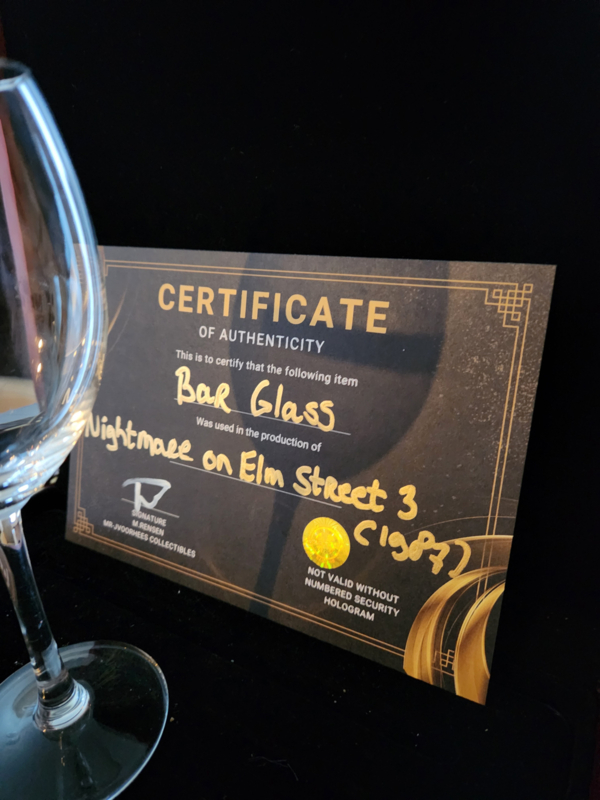 CERTIFICATE
OF AUTHENTICITY
This is to certify that the following item
Bar Glass
Was used in the production of
Nightmare on Elm Street 3
(1987)
SIGNATURE
M.RENSEN
MR-JVOORHEES COLLECTIBLES
NOT VALID WITHOUT
NUMBERED SECURITY
HOLOGRAM